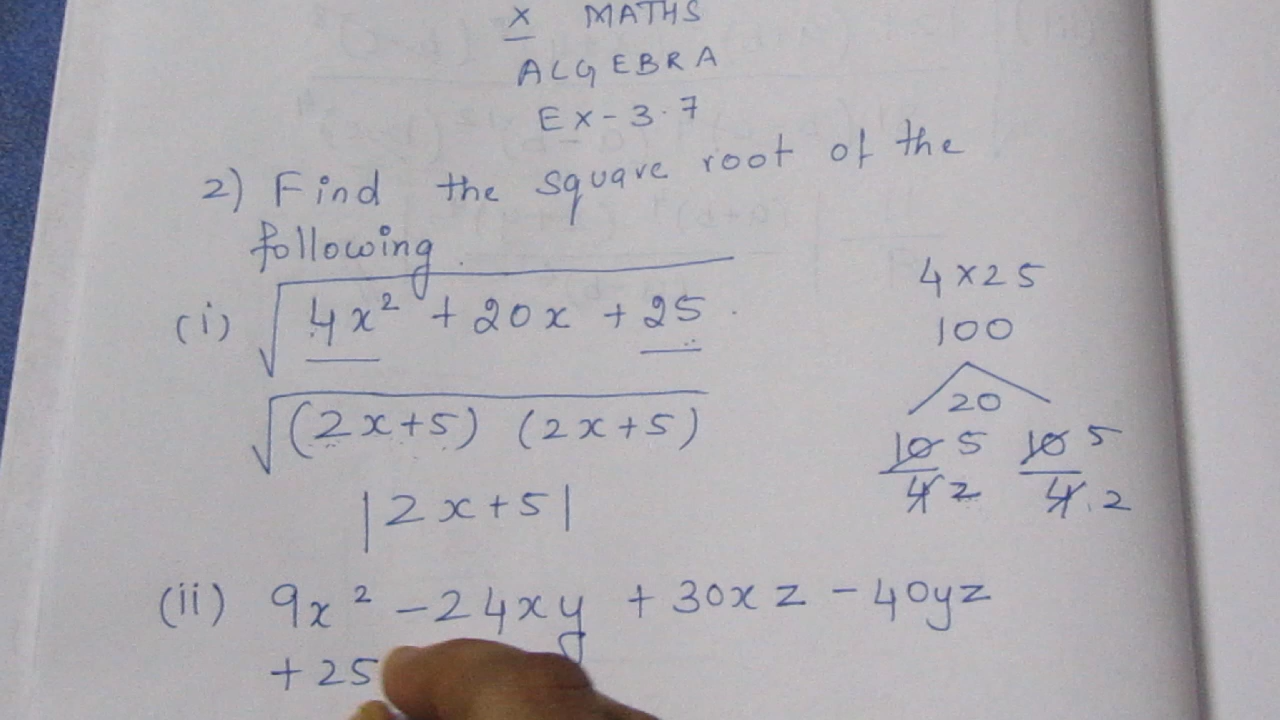 X MATHS
ALGEBRA
EX-3.7
2) Find the square root of the
following.
(i) √(4x² + 20x + 25).
√((2x+5) (2x+5))
|2x+5|
4 × 25
100
20
10 5 10 5
4 2 4 2
(ii) 9x² - 24xy + 30xz - 40yz
+ 25